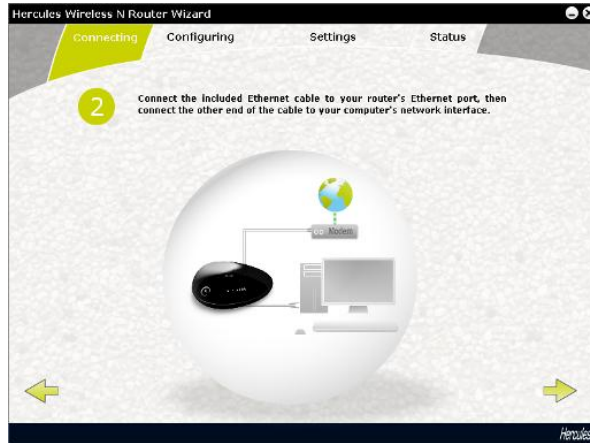 Hercules Wireless N Router Wizard
Connecting Configuring Settings Status
2
Connect the included Ethernet cable to your router's Ethernet port, then
connect the other end of the cable to your computer's network interface.
Modem
Hercules